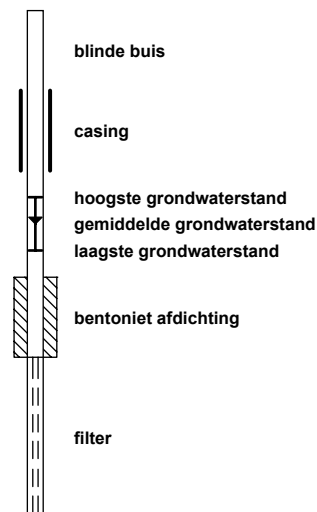 blinde buis
casing
hoogste grondwaterstand
gemiddelde grondwaterstand
laagste grondwaterstand
bentoniet afdichting
filter